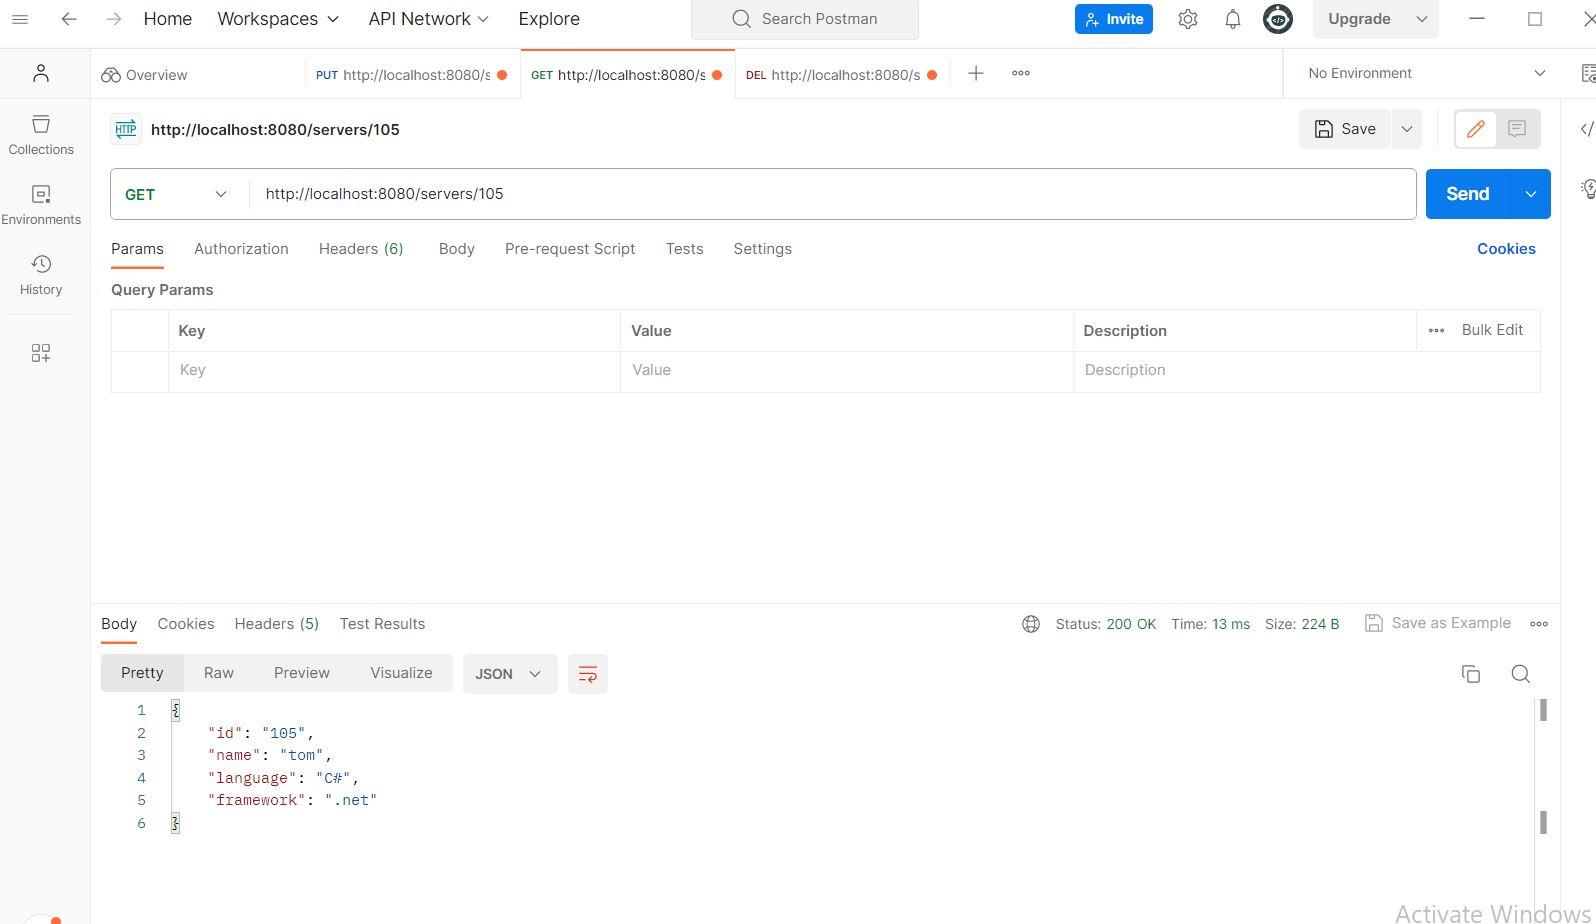 Home Workspaces API Network Explore Search Postman Invite Upgrade
Overview PUT http://localhost:8080/s GET http://localhost:8080/s DEL http://localhost:8080/s No Environment
HTTP http://localhost:8080/servers/105 Save
Collections
GET http://localhost:8080/servers/105 Send
Environments
Params Authorization Headers (6) Body Pre-request Script Tests Settings Cookies
History
Query Params
Key Value Description Bulk Edit
Key Value Description
Body Cookies Headers (5) Test Results Status: 200 OK Time: 13 ms Size: 224 B Save as Example
Pretty Raw Preview Visualize JSON
1 {
2 "id": "105",
3 "name": "tom",
4 "language": "C#",
5 "framework": ".net"
6 }
Activate Windows